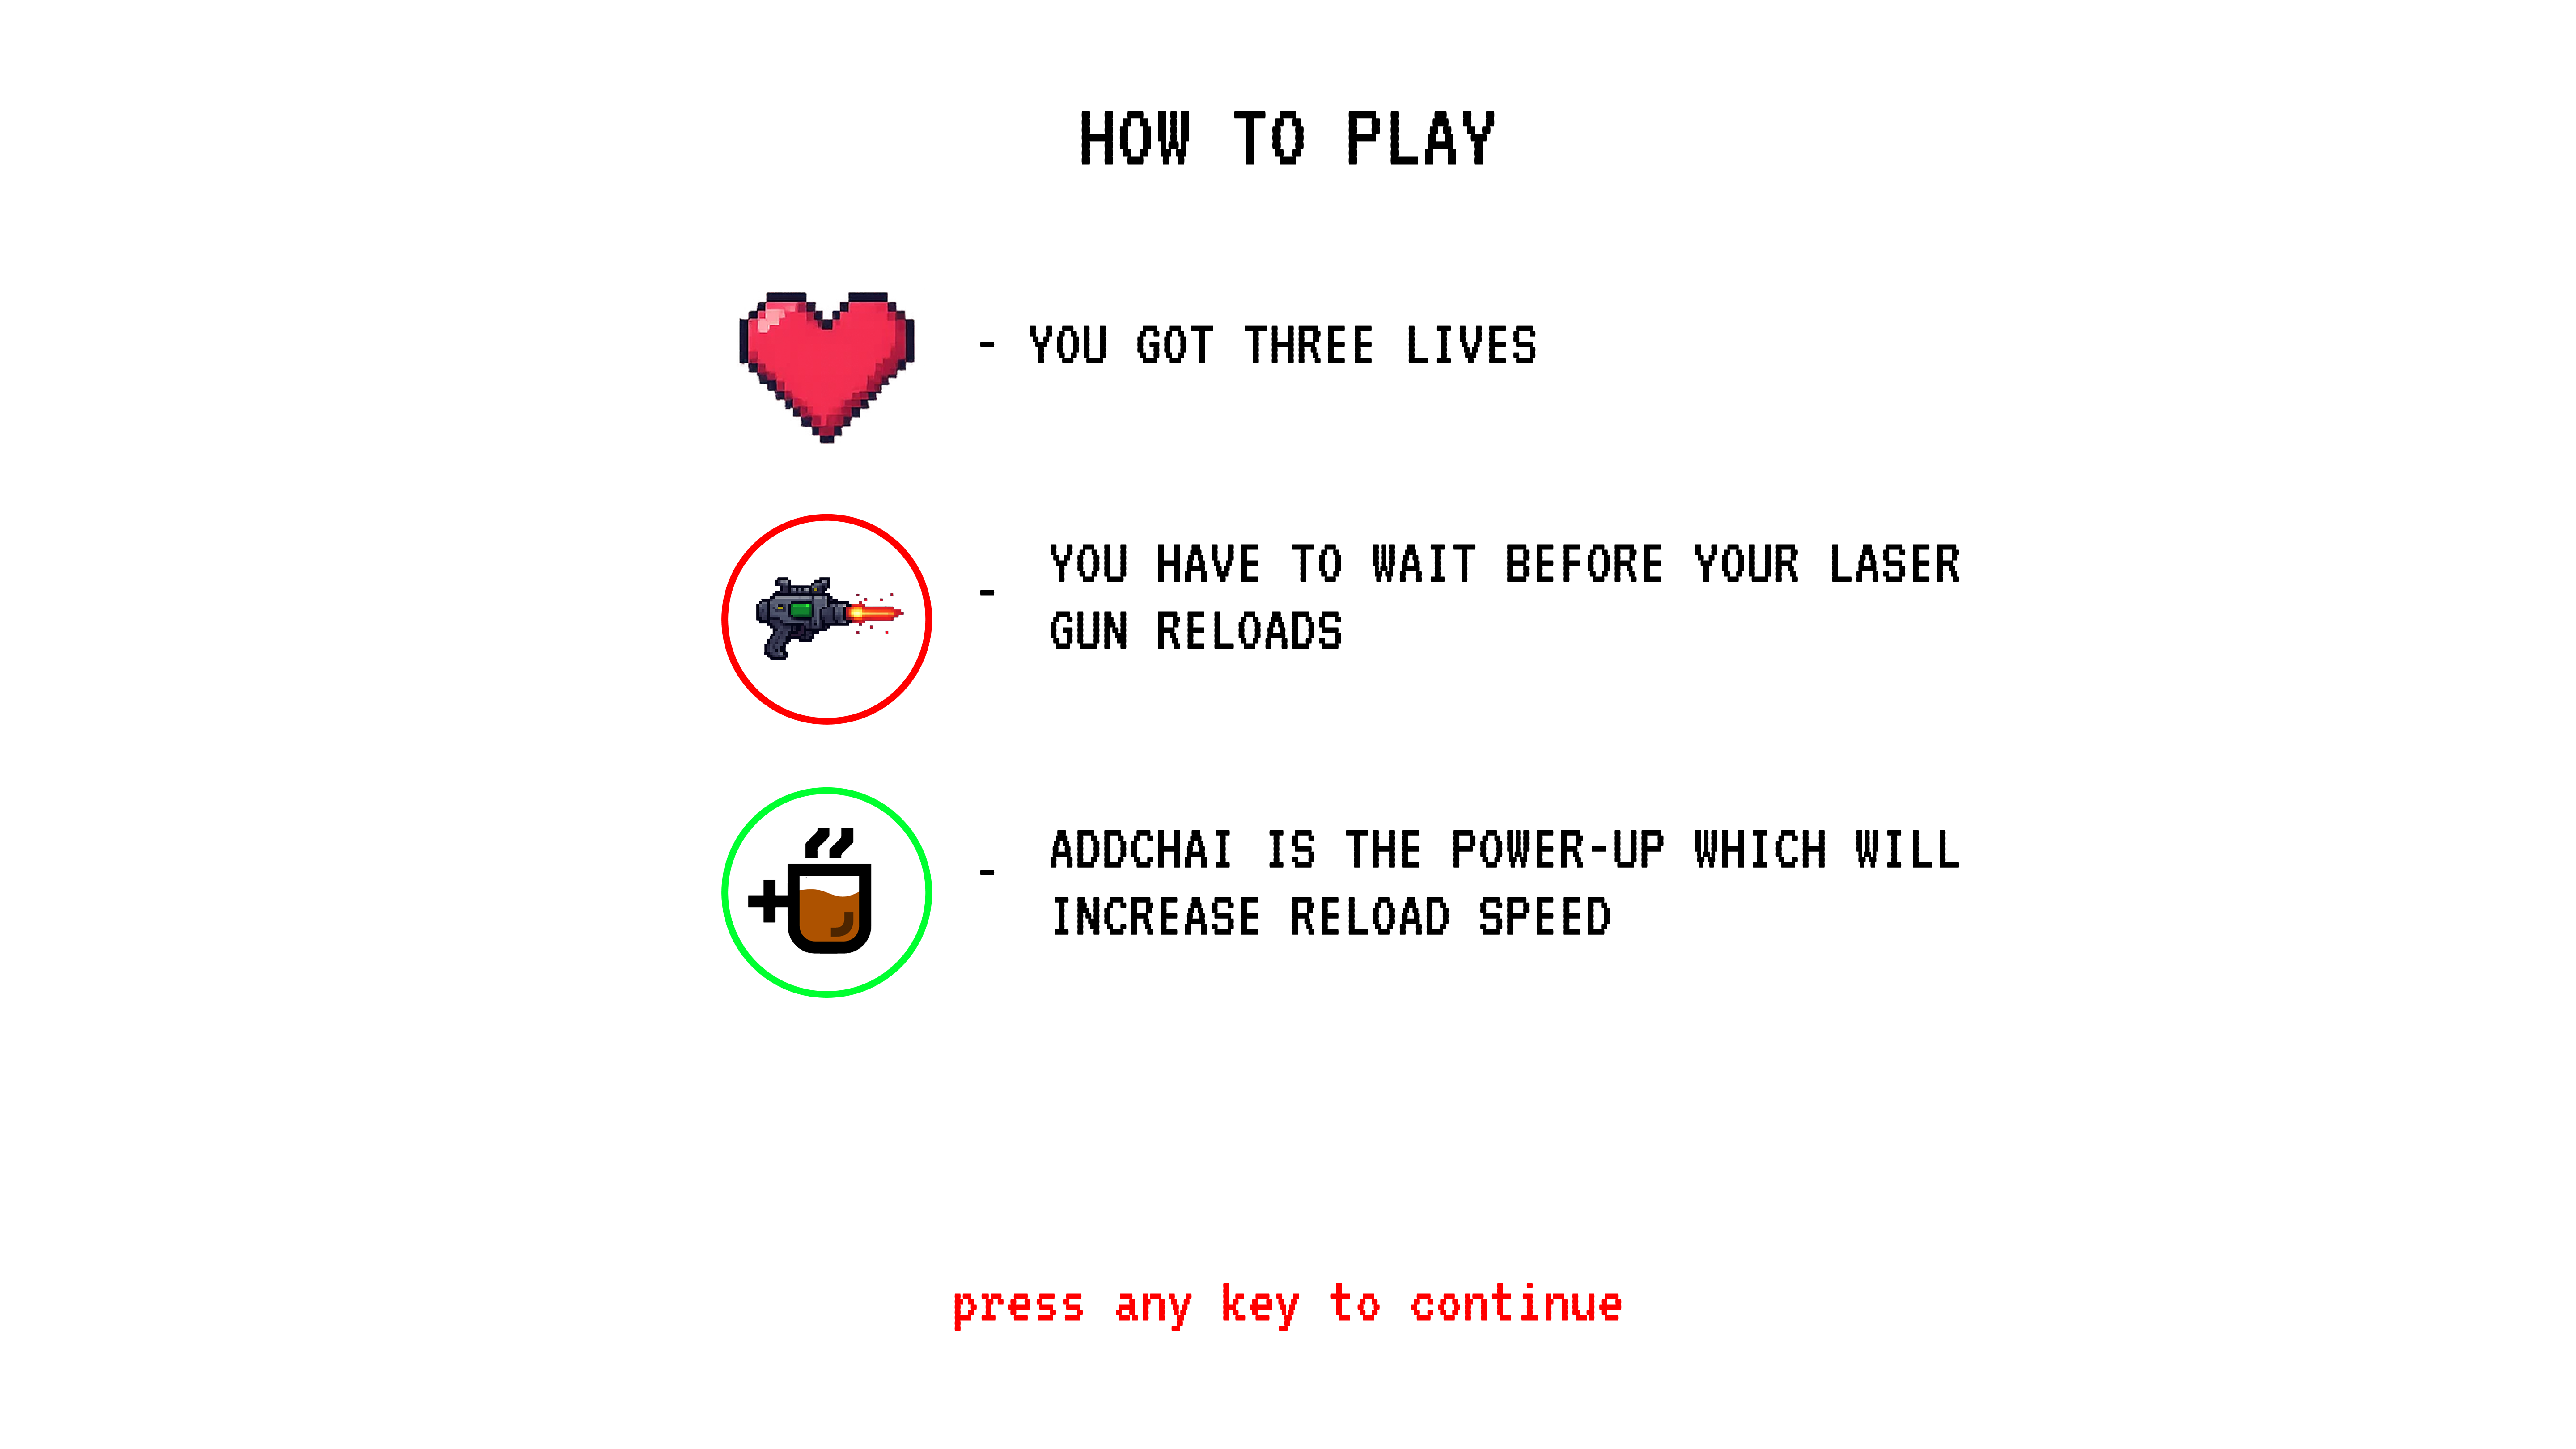 HOW TO PLAY
- YOU GOT THREE LIVES
- YOU HAVE TO WAIT BEFORE YOUR LASER
GUN RELOADS
- ADDCHAI IS THE POWER-UP WHICH WILL
INCREASE RELOAD SPEED
press any key to continue